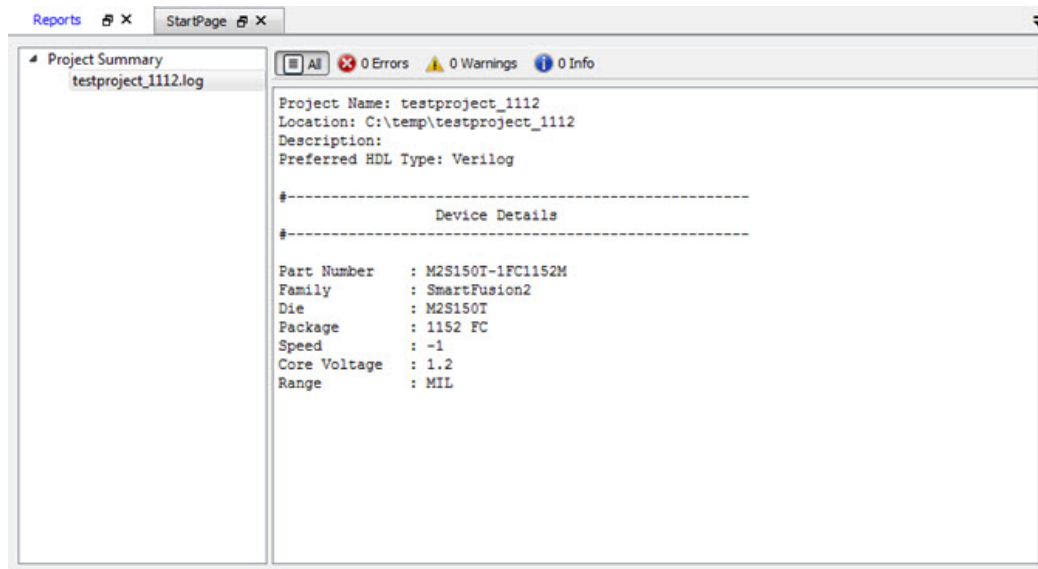 Reports StartPage
Project Summary
testproject_1112.log
All 0 Errors 0 Warnings 0 Info
Project Name: testproject_1112
Location: C:\temp\testproject_1112
Description:
Preferred HDL Type: Verilog
#-----------------------------------------------------
Device Details
#-----------------------------------------------------
Part Number : M2S150T-1FC1152M
Family : SmartFusion2
Die : M2S150T
Package : 1152 FC
Speed : -1
Core Voltage : 1.2
Range : MIL